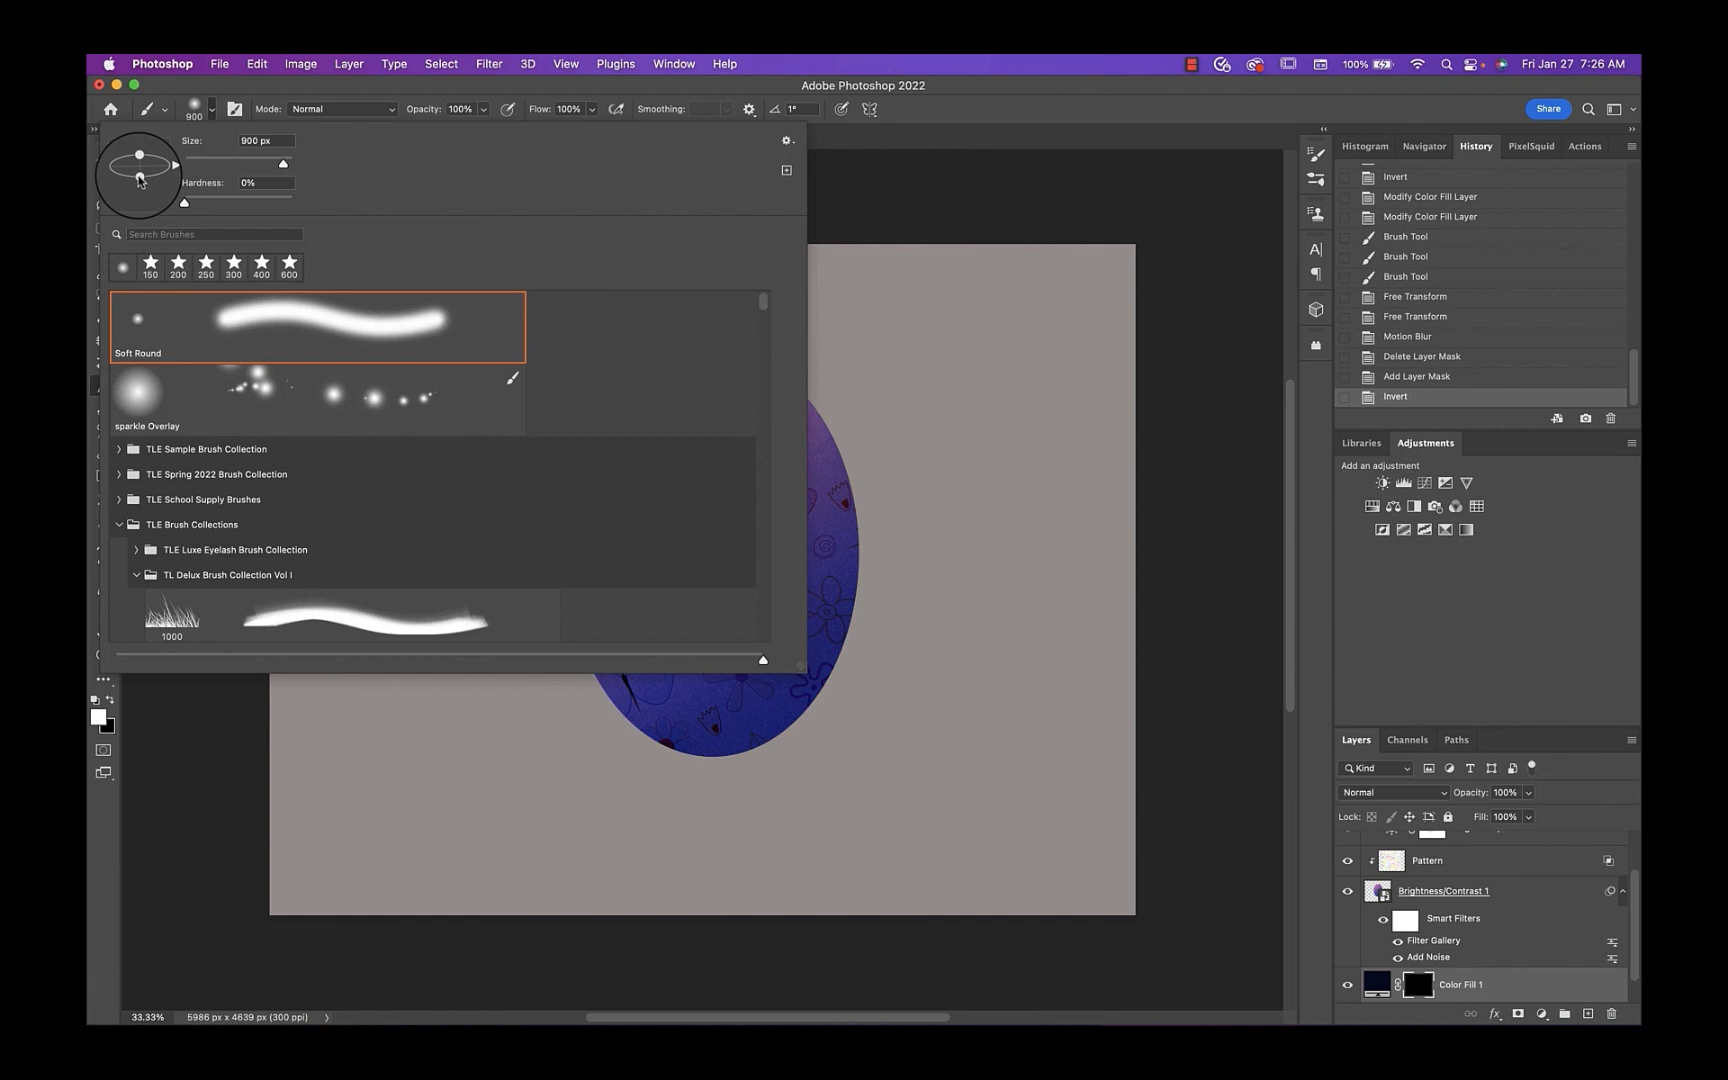 Photoshop File Edit Image Layer Type Select Filter 3D View Plugins Window Help 100% Fri Jan 27 7:26 AM
Adobe Photoshop 2022
900 Mode: Normal Opacity: 100% Flow: 100% Smoothing: 1° Share
Size: 900 px
Hardness: 0%
Search Brushes
150 200 250 300 400 600
Soft Round
sparkle Overlay
TLE Sample Brush Collection
TLE Spring 2022 Brush Collection
TLE School Supply Brushes
TLE Brush Collections
TLE Luxe Eyelash Brush Collection
TL Delux Brush Collection Vol I
1000
33.33% 5986 px x 4639 px (300 ppi)
Histogram Navigator History PixelSquid Actions
Invert
Modify Color Fill Layer
Modify Color Fill Layer
Brush Tool
Brush Tool
Brush Tool
Free Transform
Free Transform
Motion Blur
Delete Layer Mask
Add Layer Mask
Invert
Libraries Adjustments
Add an adjustment
Layers Channels Paths
Kind
Normal Opacity: 100%
Lock: Fill: 100%
Pattern
Brightness/Contrast 1
Smart Filters
Filter Gallery
Add Noise
Color Fill 1